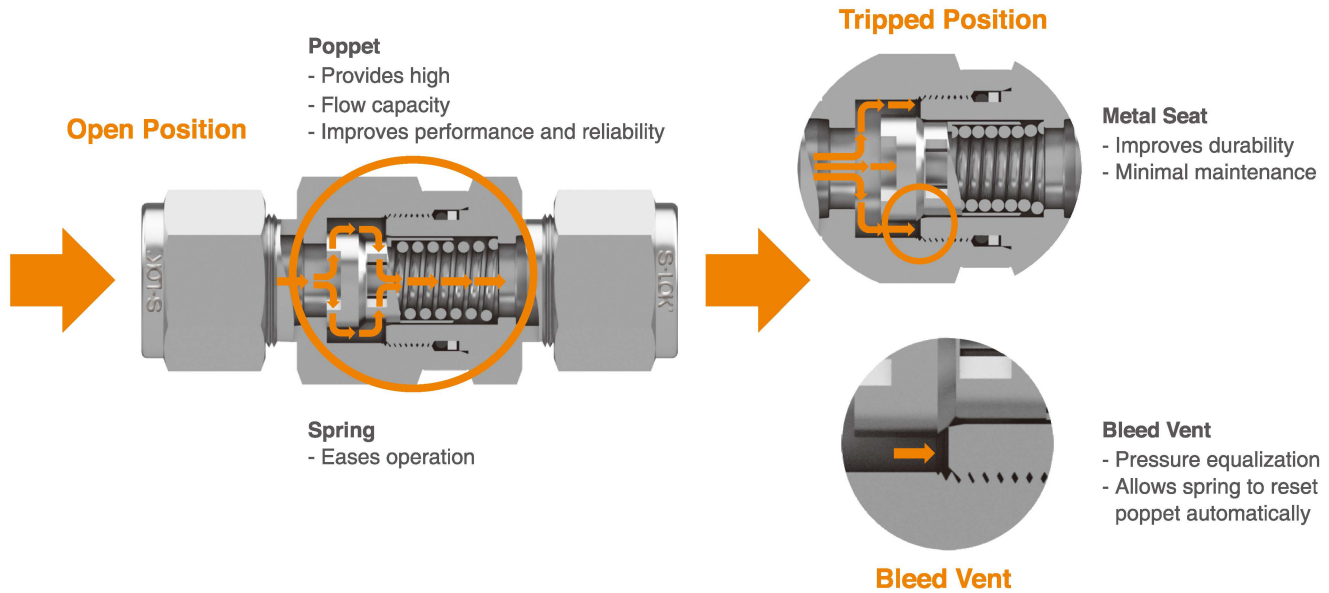 Open Position
Poppet
- Provides high
- Flow capacity
- Improves performance and reliability
S-LOK
S-LOK
Spring
- Eases operation
Tripped Position
Metal Seat
- Improves durability
- Minimal maintenance
Bleed Vent
- Pressure equalization
- Allows spring to reset
poppet automatically
Bleed Vent